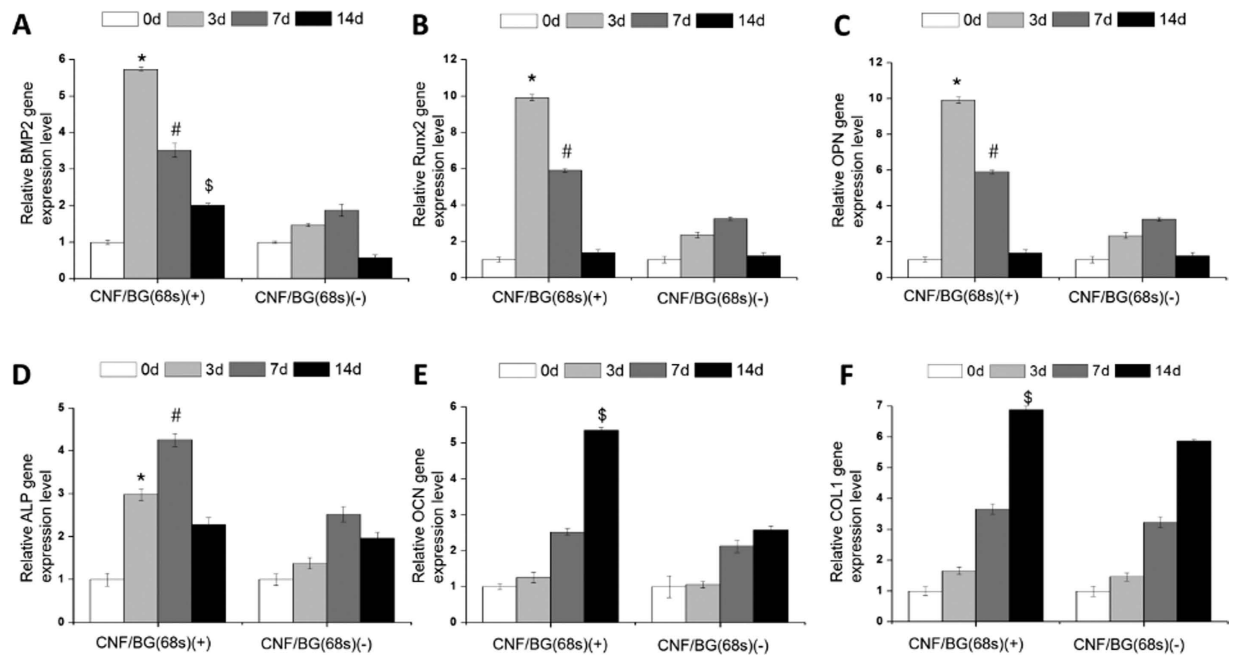 A
0d 3d 7d 14d
Relative BMP2 gene
expression level
6
5
4
3
2
1
0
*
#
$
CNF/BG(68s)(+) CNF/BG(68s)(-)
B
0d 3d 7d 14d
Relative Runx2 gene
expression level
12
10
8
6
4
2
0
*
#
CNF/BG(68s)(+) CNF/BG(68s)(-)
C
0d 3d 7d 14d
Relative OPN gene
expression level
12
10
8
6
4
2
0
*
#
CNF/BG(68s)(+) CNF/BG(68s)(-)
D
0d 3d 7d 14d
Relative ALP gene
expression level
5
4
3
2
1
0
*
#
CNF/BG(68s)(+) CNF/BG(68s)(-)
E
0d 3d 7d 14d
Relative OCN gene
expression level
6
5
4
3
2
1
0
$
CNF/BG(68s)(+) CNF/BG(68s)(-)
F
0d 3d 7d 14d
Relative COL1 gene
expression level
7
6
5
4
3
2
1
0
$
CNF/BG(68s)(+) CNF/BG(68s)(-)